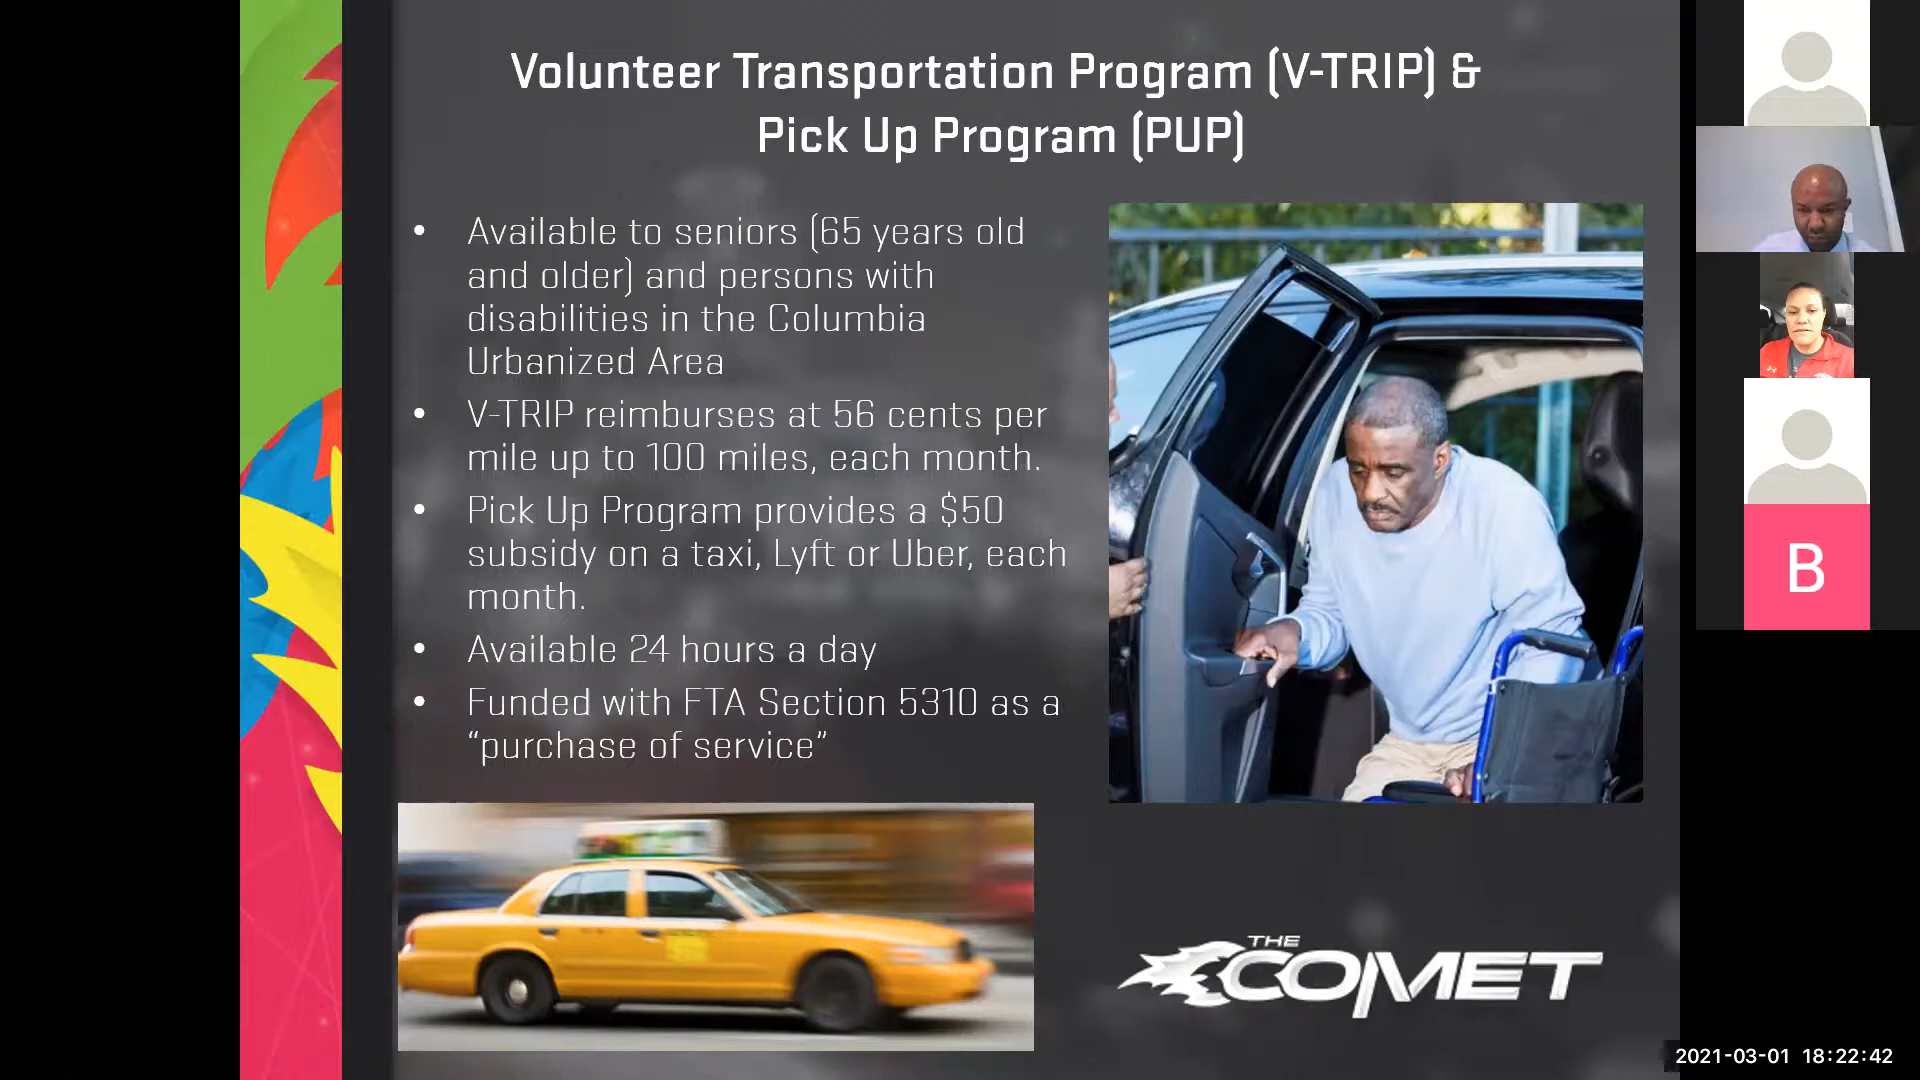 Volunteer Transportation Program (V-TRIP) &
Pick Up Program (PUP)
• Available to seniors (65 years old
and older) and persons with
disabilities in the Columbia
Urbanized Area
• V-TRIP reimburses at 56 cents per
mile up to 100 miles, each month.
• Pick Up Program provides a $50
subsidy on a taxi, Lyft or Uber, each
month.
• Available 24 hours a day
• Funded with FTA Section 5310 as a
“purchase of service”
THE
COMET
B
2021-03-01 18:22:42